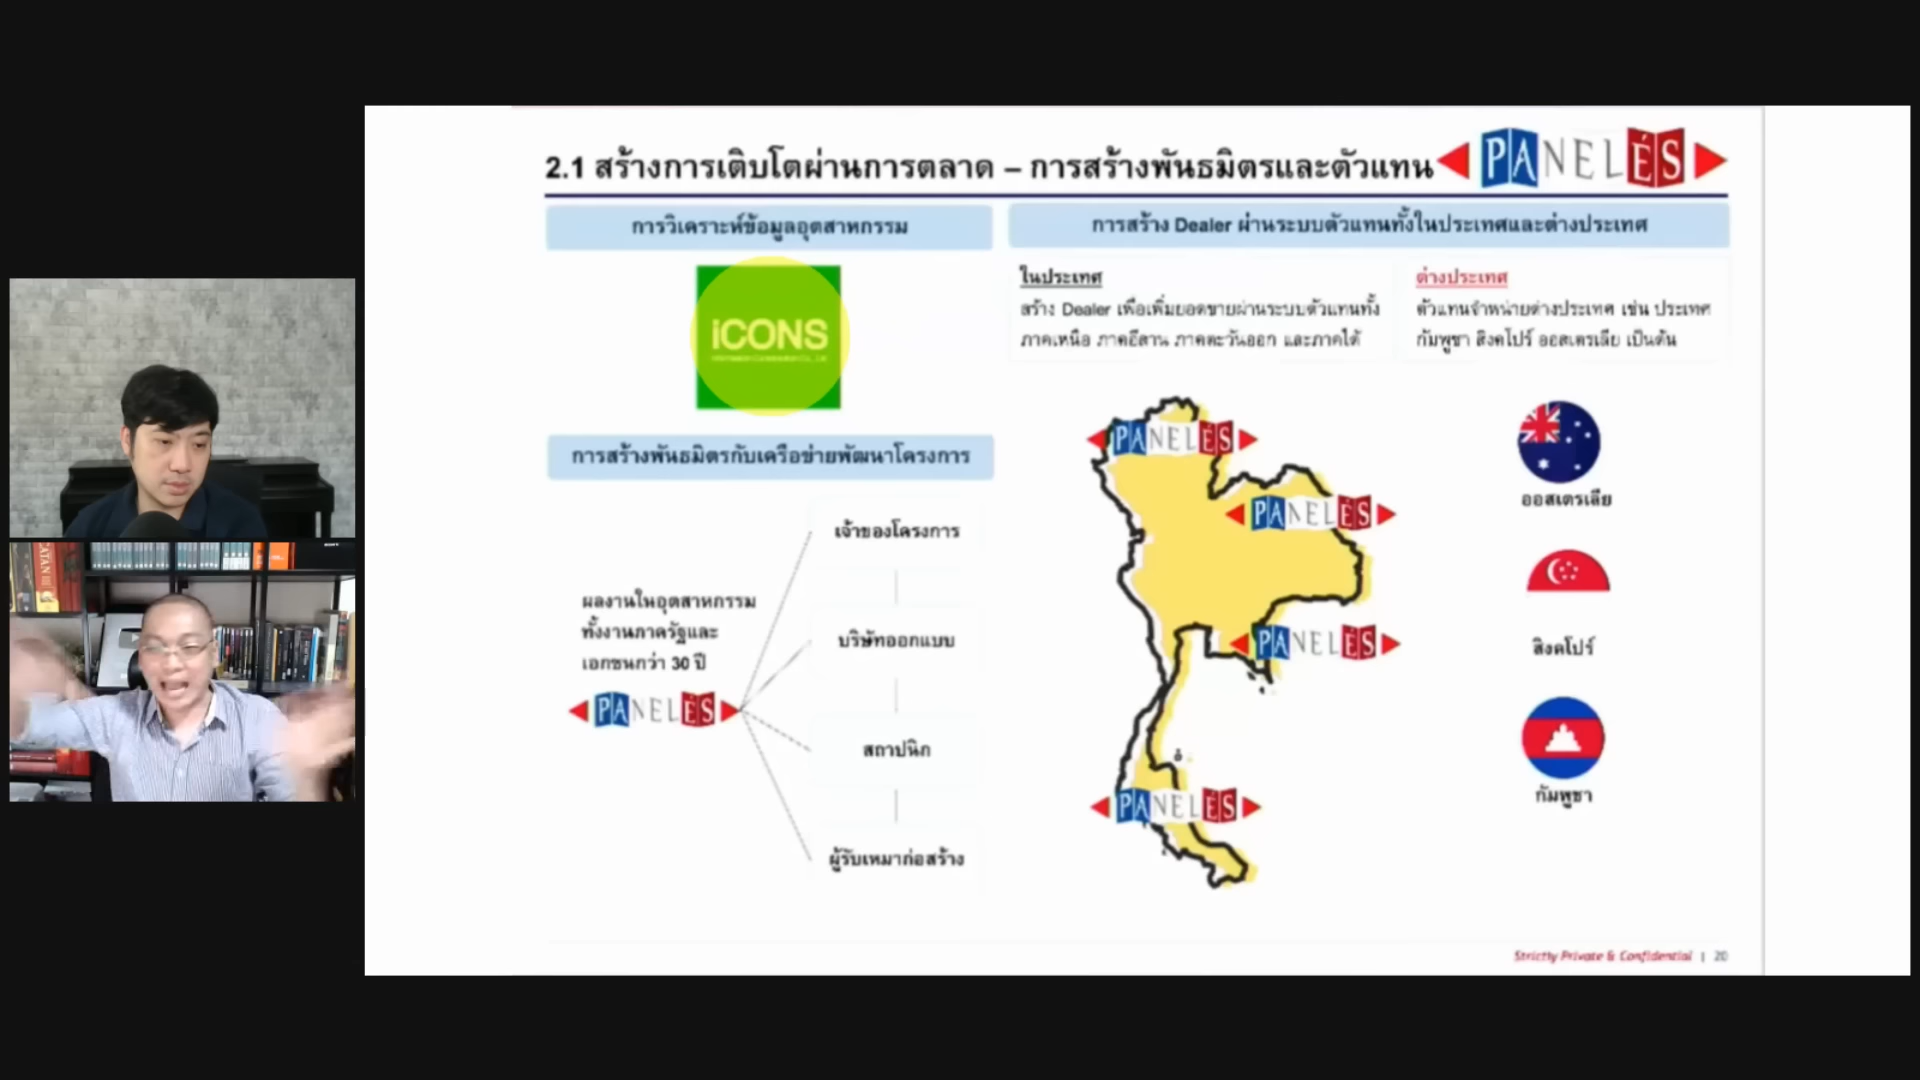 2.1 สร้างการเติบโตผ่านการตลาด – การสร้างพันธมิตรและตัวแทน
PANELÉS
การวิเคราะห์ข้อมูลอุตสาหกรรม
iCONS
การสร้างพันธมิตรกับเครือข่ายพัฒนาโครงการ
ผลงานในอุตสาหกรรม
ทั้งงานภาครัฐและ
เอกชนกว่า 30 ปี
PANELÉS
เจ้าของโครงการ
บริษัทออกแบบ
สถาปนิก
ผู้รับเหมาก่อสร้าง
การสร้าง Dealer ผ่านระบบตัวแทนทั้งในประเทศและต่างประเทศ
ในประเทศ
สร้าง Dealer เพื่อเพิ่มยอดขายผ่านระบบตัวแทนทั้ง
ภาคเหนือ ภาคอีสาน ภาคตะวันออก และภาคใต้
ต่างประเทศ
ตัวแทนจำหน่ายต่างประเทศ เช่น ประเทศ
กัมพูชา สิงคโปร์ ออสเตรเลีย เป็นต้น
PANELÉS
PANELÉS
PANELÉS
PANELÉS
ออสเตรเลีย
สิงคโปร์
กัมพูชา
Strictly Private & Confidential | 20
CATAN